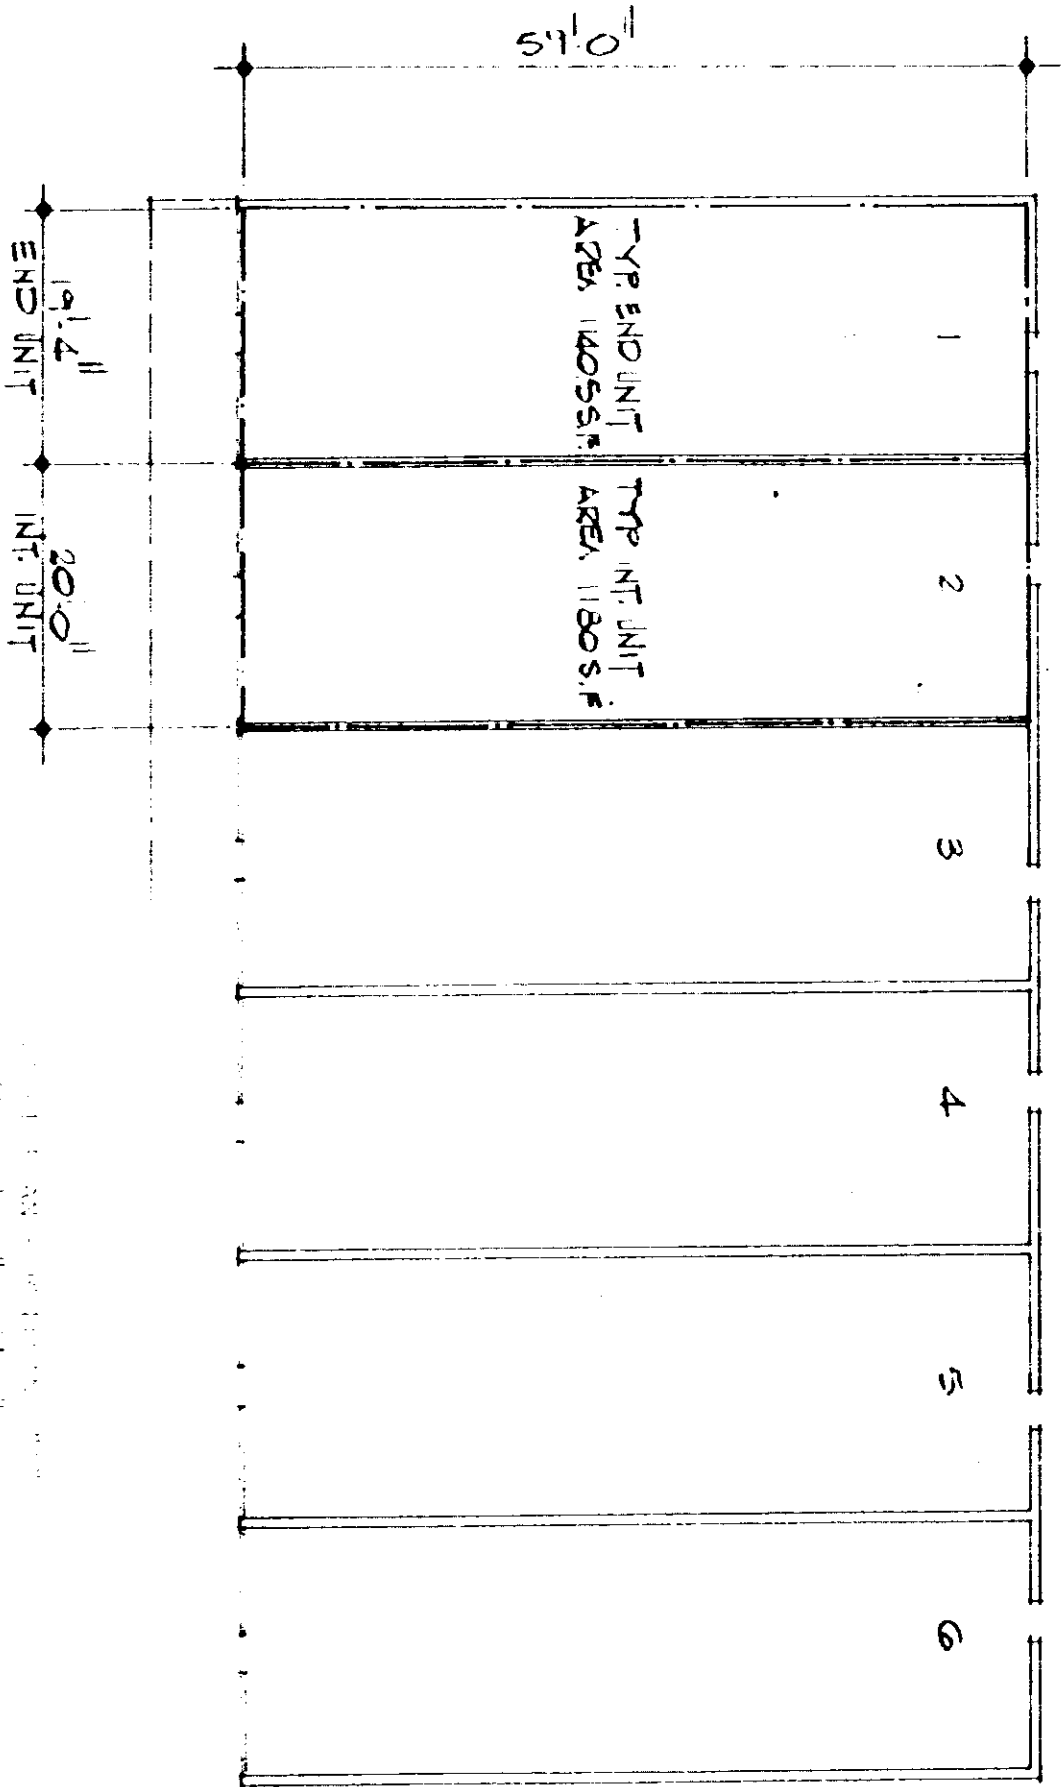 59'.0"
1
TYP. END UNIT
AREA 1140.5 S.F.
2
TYP INT. UNIT
AREA 1180 S.F.
3
4
5
6
19'.4"
END UNIT
20'.0"
INT. UNIT